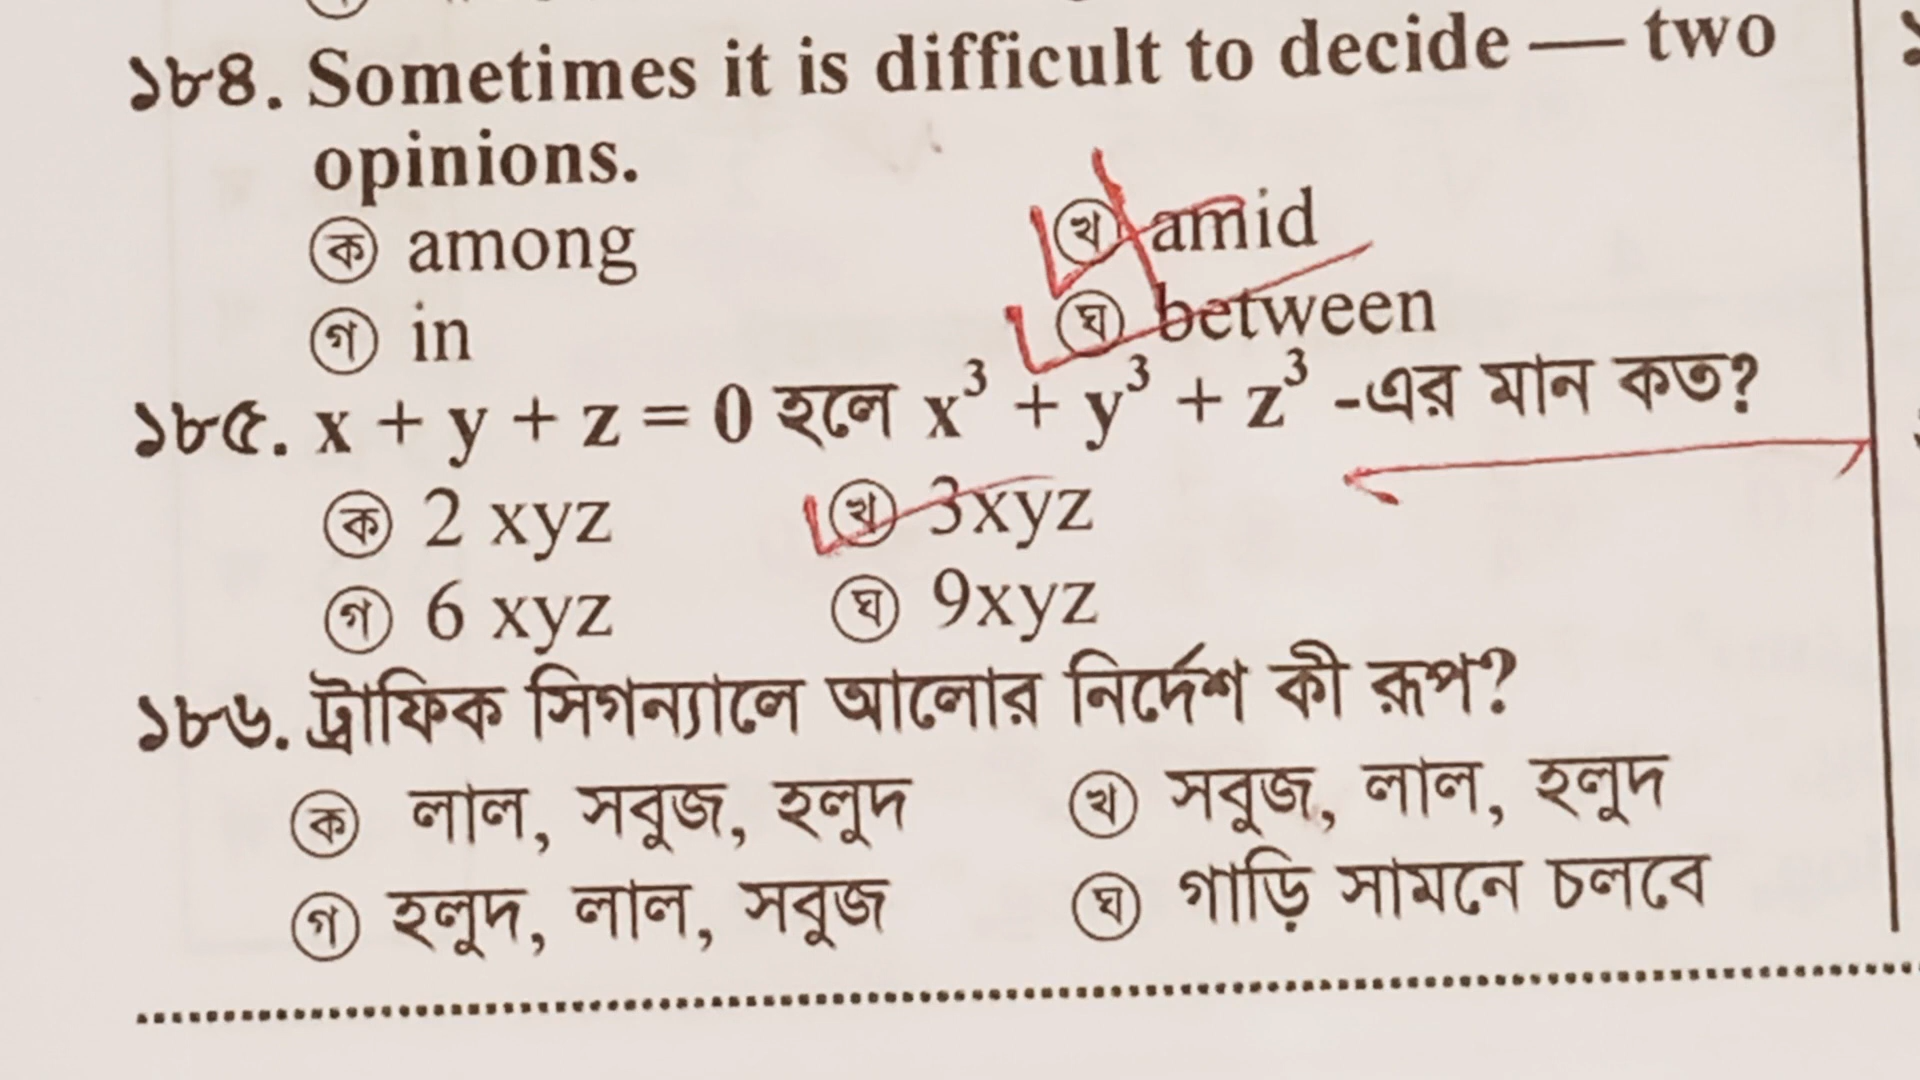 ১৮৪. Sometimes it is difficult to decide — two
opinions.
ক among খ amid
গ in ঘ between
১৮৫. x + y + z = 0 হলে x³ + y³ + z³ -এর মান কত?
ক 2 xyz খ 3xyz
গ 6 xyz ঘ 9xyz
১৮৬. ট্রাফিক সিগন্যালে আলোর নির্দেশ কী রূপ?
ক লাল, সবুজ, হলুদ খ সবুজ, লাল, হলুদ
গ হলুদ, লাল, সবুজ ঘ গাড়ি সামনে চলবে